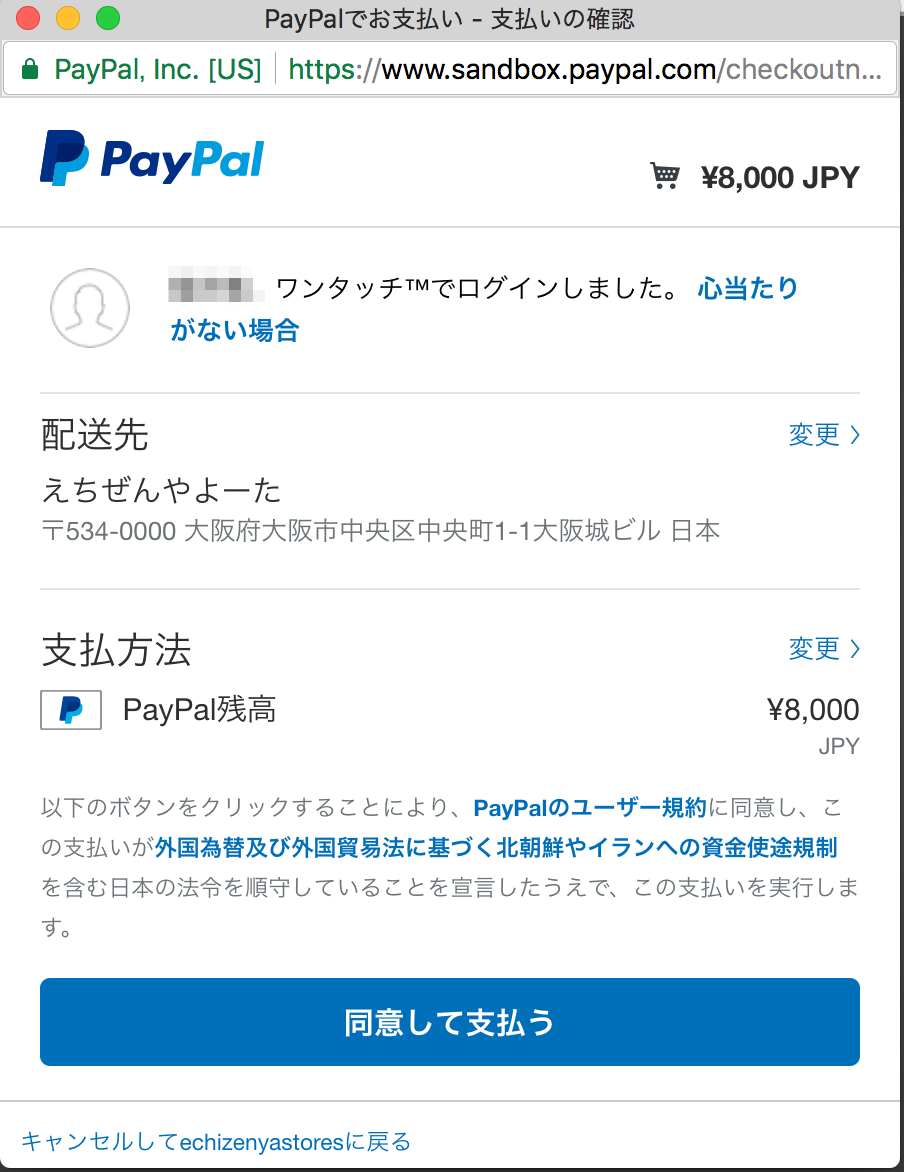 PayPalでお支払い - 支払いの確認
PayPal, Inc. [US] https://www.sandbox.paypal.com/checkoutn...
PayPal
¥8,000 JPY
ワンタッチ™でログインしました。 心当たり
がない場合
配送先
変更
えちぜんやよーた
〒534-0000 大阪府大阪市中央区中央町1-1大阪城ビル 日本
支払方法
変更
PayPal残高
¥8,000
JPY
以下のボタンをクリックすることにより、PayPalのユーザー規約に同意し、こ
の支払いが外国為替及び外国貿易法に基づく北朝鮮やイランへの資金使途規制
を含む日本の法令を順守していることを宣言したうえで、この支払いを実行しま
す。
同意して支払う
キャンセルしてechizenyastoresに戻る